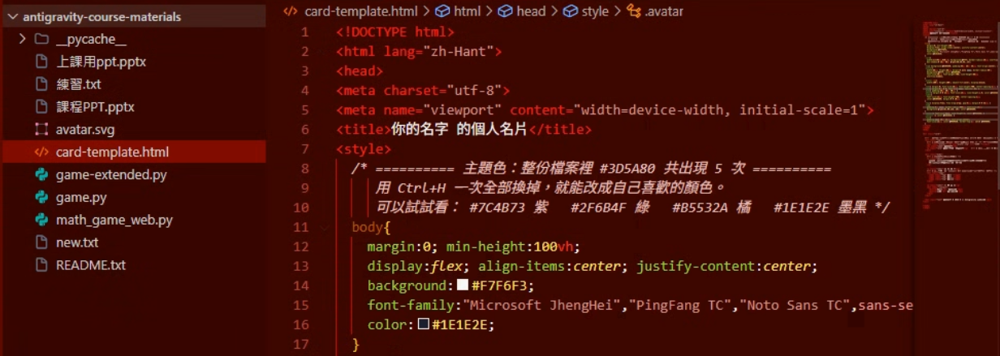 antigravity-course-materials
__pycache__
上課用ppt.pptx
練習.txt
課程PPT.pptx
avatar.svg
card-template.html
game-extended.py
game.py
math_game_web.py
new.txt
README.txt
card-template.html > html > head > style > .avatar
1 <!DOCTYPE html>
2 <html lang="zh-Hant">
3 <head>
4 <meta charset="utf-8">
5 <meta name="viewport" content="width=device-width, initial-scale=1">
6 <title>你的名字 的個人名片</title>
7 <style>
8 /* ========== 主題色：整份檔案裡 #3D5A80 共出現 5 次 ==========
9 用 Ctrl+H 一次全部換掉，就能改成自己喜歡的顏色。
10 可以試試看： #7C4B73 紫 #2F6B4F 綠 #B5532A 橘 #1E1E2E 墨黑 */
11 body{
12 margin:0; min-height:100vh;
13 display:flex; align-items:center; justify-content:center;
14 background:#F7F6F3;
15 font-family:"Microsoft JhengHei","PingFang TC","Noto Sans TC",sans-se
16 color:#1E1E2E;
17 }